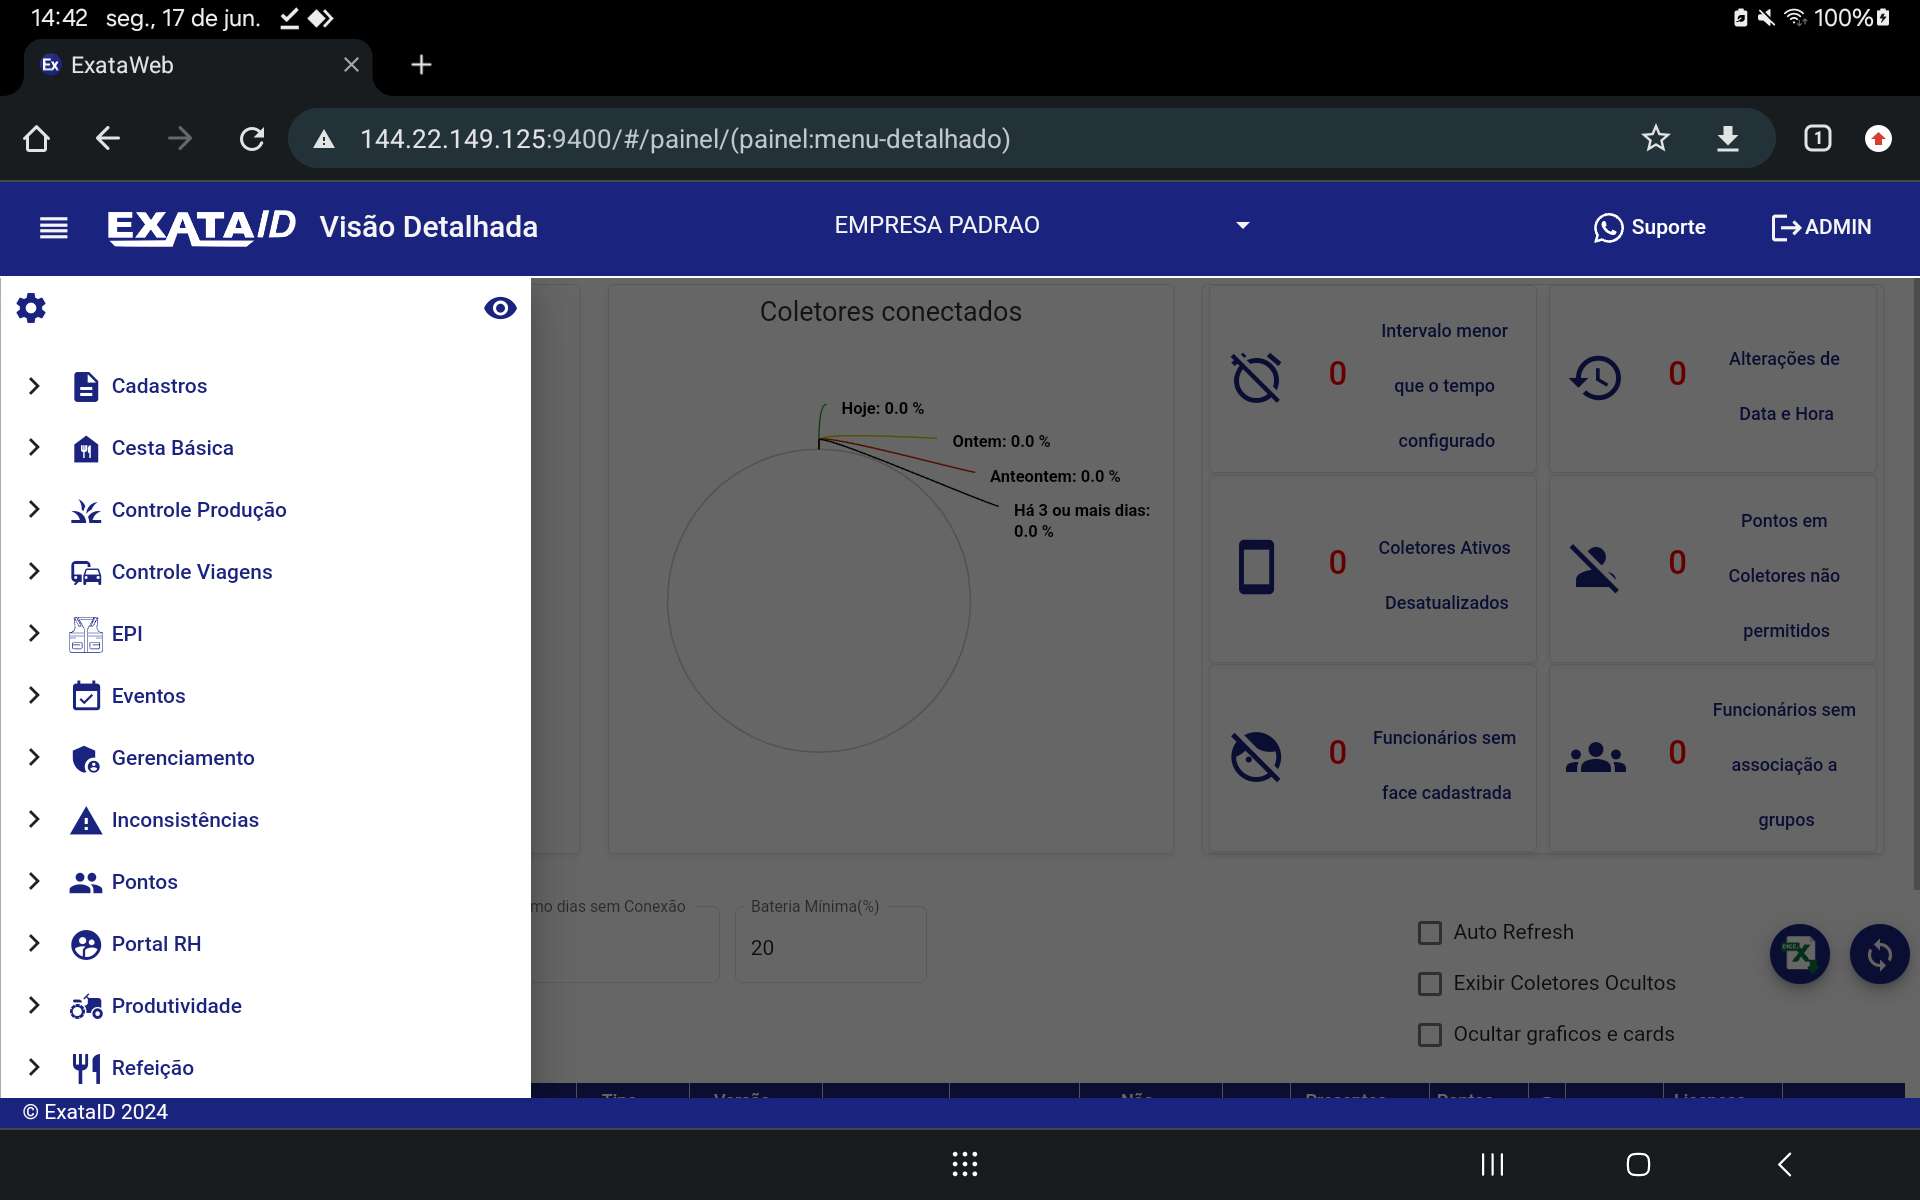 14:42 seg., 17 de jun.
100%
Ex ExataWeb
144.22.149.125:9400/#/painel/(painel:menu-detalhado)
1
EXATAID Visão Detalhada
EMPRESA PADRAO
Suporte
ADMIN
Cadastros
Cesta Básica
Controle Produção
Controle Viagens
EPI
Eventos
Gerenciamento
Inconsistências
Pontos
Portal RH
Produtividade
Refeição
Coletores conectados
Hoje: 0.0 %
Ontem: 0.0 %
Anteontem: 0.0 %
Há 3 ou mais dias:
0.0 %
0
Intervalo menor
que o tempo
configurado
0
Alterações de
Data e Hora
0
Coletores Ativos
Desatualizados
0
Pontos em
Coletores não
permitidos
0
Funcionários sem
face cadastrada
0
Funcionários sem
associação a
grupos
mo dias sem Conexão
Bateria Mínima(%)
20
Auto Refresh
Exibir Coletores Ocultos
Ocultar graficos e cards
© ExataID 2024